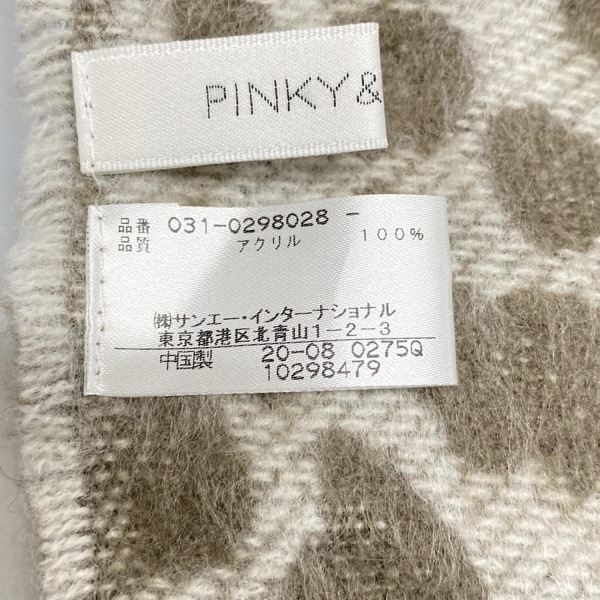 PINKY&
品番 031-0298028 -
品質 アクリル 100%
㈱サンエー・インターナショナル
東京都港区北青山1-2-3
中国製 20-08 0275Q
10298479